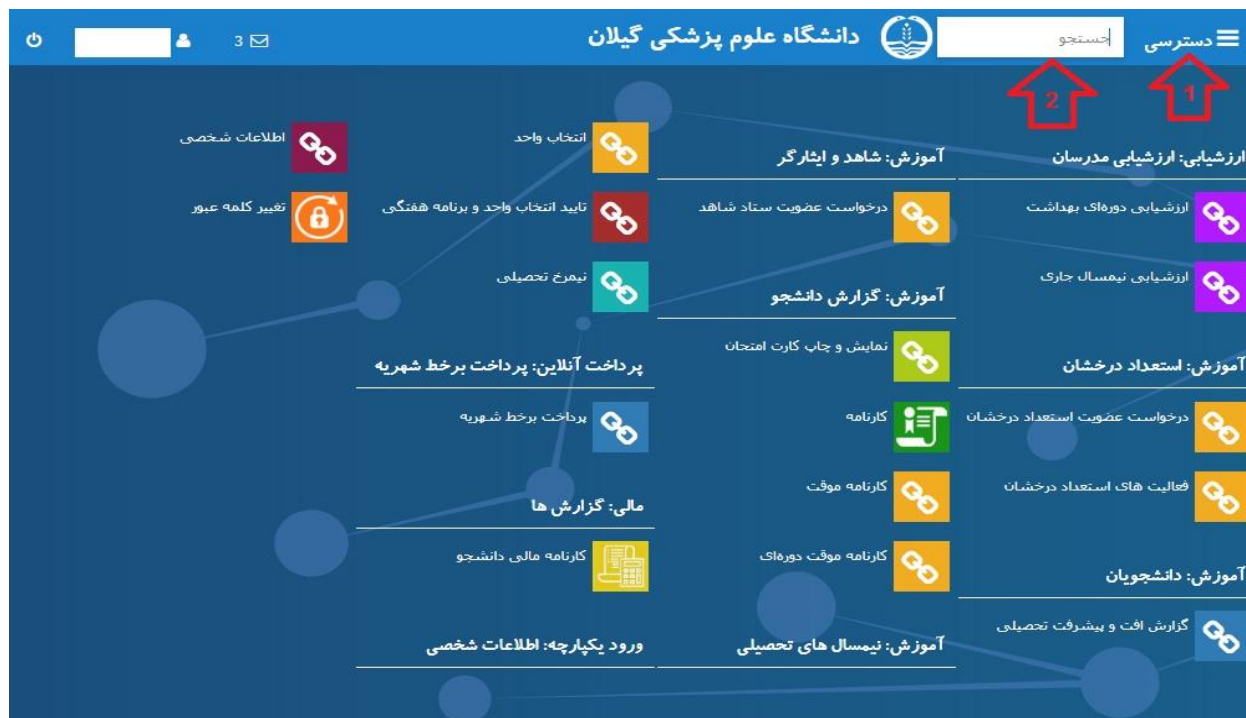 دسترسی
جستجو
دانشگاه علوم پزشکی گیلان
3
1
2
ارزشیابی: ارزشیابی مدرسان
ارزشیابی دوره‌ای بهداشت
ارزشیابی نیمسال جاری
آموزش: استعداد درخشان
درخواست عضویت استعداد درخشان
فعالیت های استعداد درخشان
آموزش: دانشجویان
گزارش افت و پیشرفت تحصیلی
آموزش: شاهد و ایثارگر
درخواست عضویت ستاد شاهد
آموزش: گزارش دانشجو
نمایش و چاپ کارت امتحان
کارنامه
کارنامه موقت
کارنامه موقت دوره‌ای
آموزش: نیمسال های تحصیلی
انتخاب واحد
تایید انتخاب واحد و برنامه هفتگی
نیمرخ تحصیلی
پرداخت آنلاین: پرداخت برخط شهریه
پرداخت برخط شهریه
مالی: گزارش ها
کارنامه مالی دانشجو
ورود یکپارچه: اطلاعات شخصی
اطلاعات شخصی
تغییر کلمه عبور